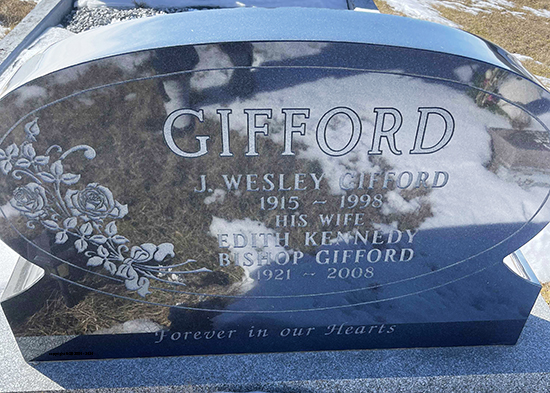 GIFFORD
J. WESLEY GIFFORD
1915 ~ 1998
HIS WIFE
EDITH KENNEDY
BISHOP GIFFORD
1921 ~ 2008
Forever in our Hearts